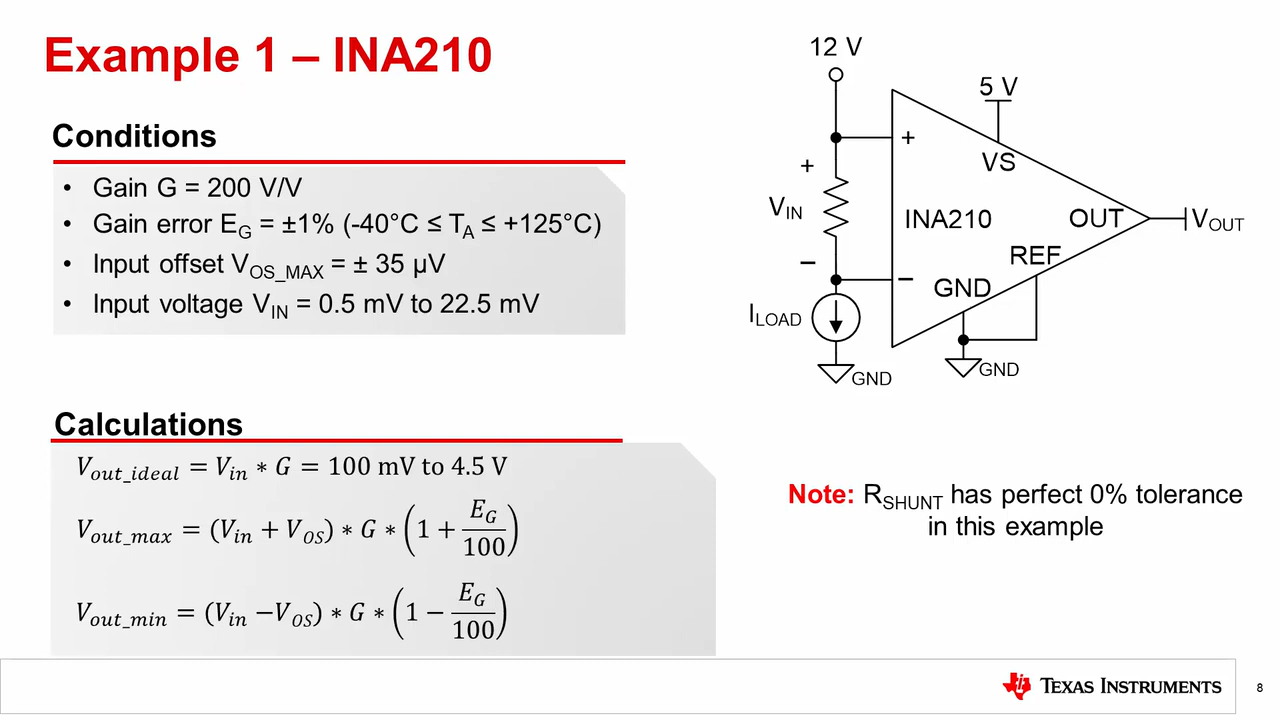 Example 1 – INA210
Conditions
• Gain G = 200 V/V
• Gain error E_G = ±1% (-40°C ≤ T_A ≤ +125°C)
• Input offset V_OS_MAX = ± 35 µV
• Input voltage V_IN = 0.5 mV to 22.5 mV
12 V
5 V
+
VS
+
V_IN
INA210
OUT
V_OUT
REF
–
–
GND
I_LOAD
GND
GND
Calculations
V_out_ideal = V_in * G = 100 mV to 4.5 V
V_out_max = (V_in + V_OS) * G * (1 + E_G/100)
V_out_min = (V_in −V_OS) * G * (1 − E_G/100)
Note: R_SHUNT has perfect 0% tolerance
in this example
TEXAS INSTRUMENTS
8